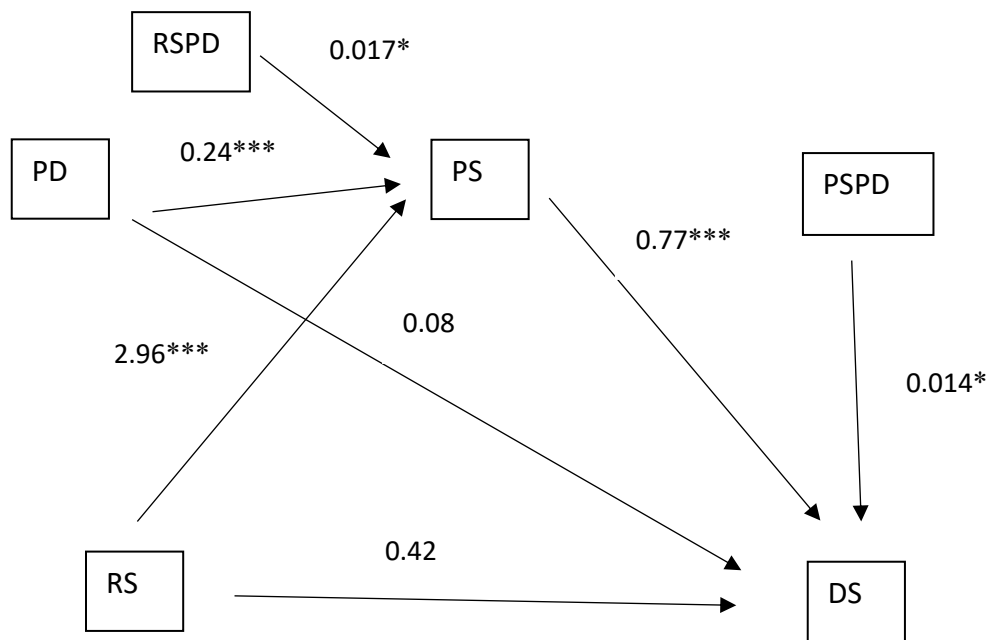 RSPD
0.017*
PD
0.24***
PS
PSPD
0.77***
0.08
2.96***
0.014*
0.42
RS
DS